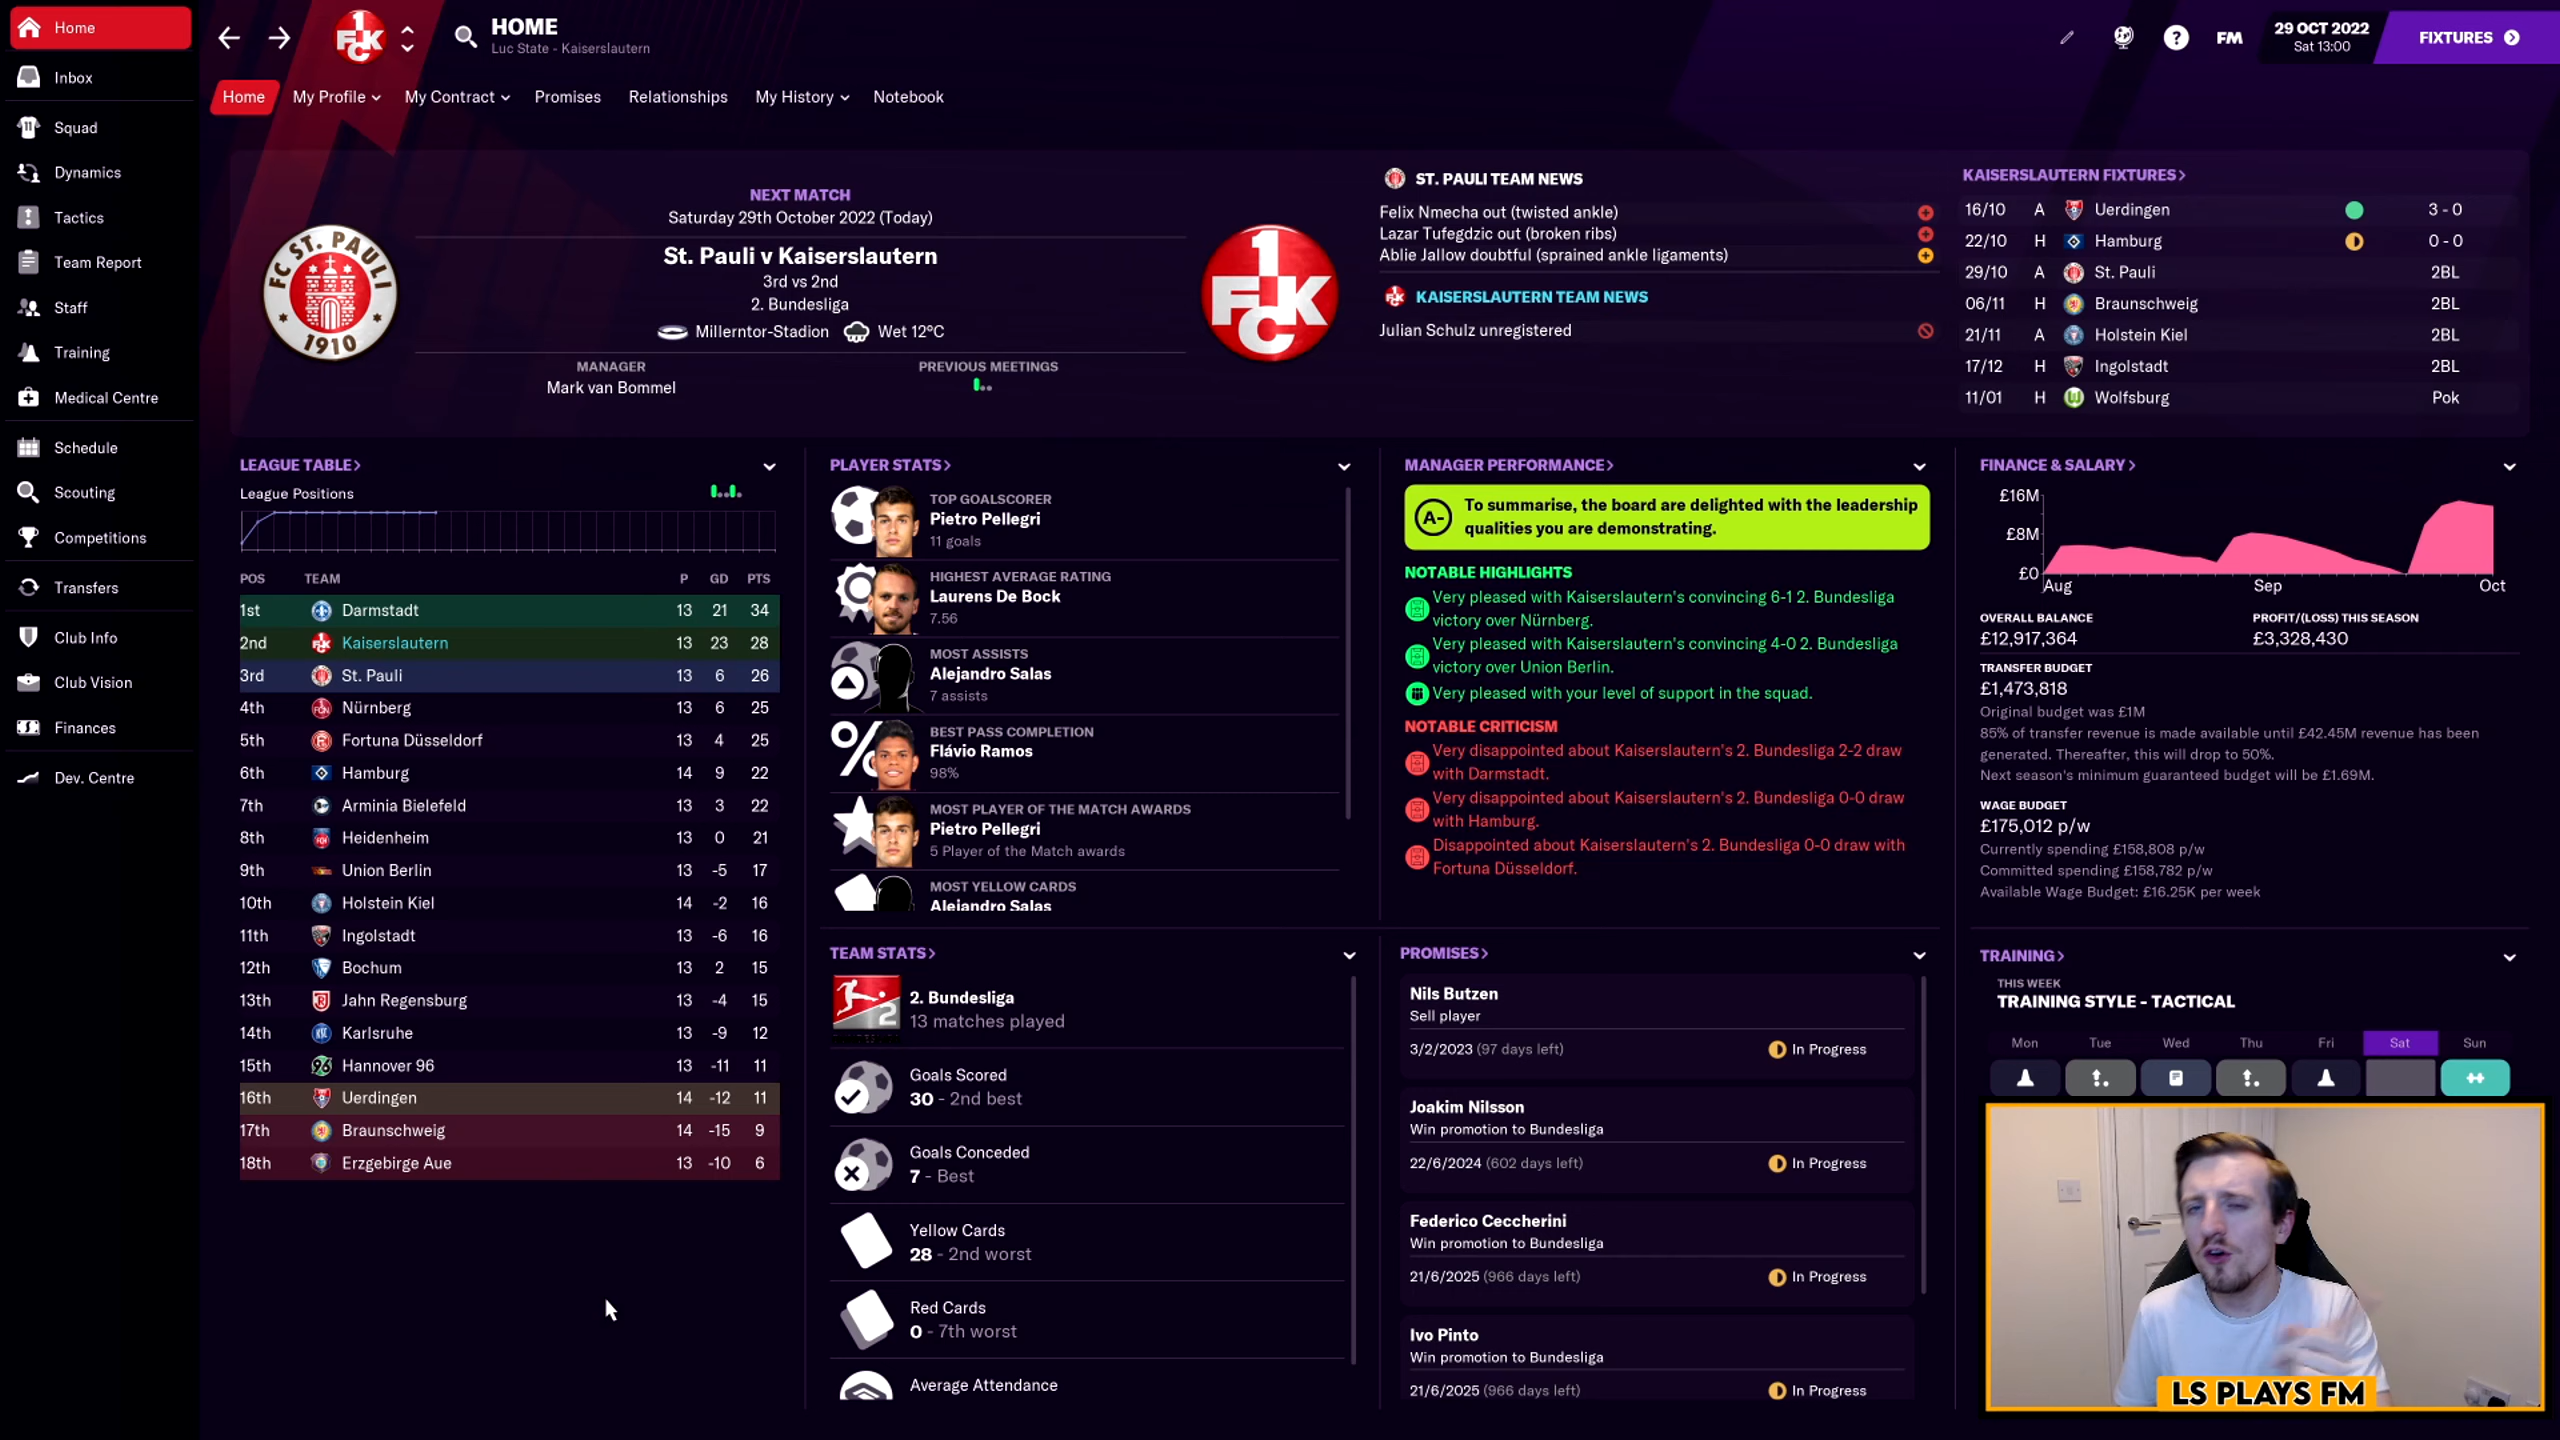 Home
Inbox
Squad
Dynamics
Tactics
Team Report
Staff
Training
Medical Centre
Schedule
Scouting
Competitions
Transfers
Club Info
Club Vision
Finances
Dev. Centre
HOME
Luc State - Kaiserslautern
FM
29 OCT 2022
Sat 13:00
FIXTURES
Home
My Profile
My Contract
Promises
Relationships
My History
Notebook
FC ST. PAULI
1910
NEXT MATCH
Saturday 29th October 2022 (Today)
St. Pauli v Kaiserslautern
3rd vs 2nd
2. Bundesliga
Millerntor-Stadion Wet 12°C
MANAGER
Mark van Bommel
PREVIOUS MEETINGS
1 FCK
ST. PAULI TEAM NEWS
Felix Nmecha out (twisted ankle)
Lazar Tufegdzic out (broken ribs)
Ablie Jallow doubtful (sprained ankle ligaments)
KAISERSLAUTERN TEAM NEWS
Julian Schulz unregistered
KAISERSLAUTERN FIXTURES
16/10 A Uerdingen 3 - 0
22/10 H Hamburg 0 - 0
29/10 A St. Pauli 2BL
06/11 H Braunschweig 2BL
21/11 A Holstein Kiel 2BL
17/12 H Ingolstadt 2BL
11/01 H Wolfsburg Pok
LEAGUE TABLE
League Positions
POS TEAM P GD PTS
1st Darmstadt 13 21 34
2nd Kaiserslautern 13 23 28
3rd St. Pauli 13 6 26
4th Nürnberg 13 6 25
5th Fortuna Düsseldorf 13 4 25
6th Hamburg 14 9 22
7th Arminia Bielefeld 13 3 22
8th Heidenheim 13 0 21
9th Union Berlin 13 -5 17
10th Holstein Kiel 14 -2 16
11th Ingolstadt 13 -6 16
12th Bochum 13 2 15
13th Jahn Regensburg 13 -4 15
14th Karlsruhe 13 -9 12
15th Hannover 96 13 -11 11
16th Uerdingen 14 -12 11
17th Braunschweig 14 -15 9
18th Erzgebirge Aue 13 -10 6
PLAYER STATS
TOP GOALSCORER
Pietro Pellegri
11 goals
HIGHEST AVERAGE RATING
Laurens De Bock
7.56
MOST ASSISTS
Alejandro Salas
7 assists
BEST PASS COMPLETION
Flávio Ramos
98%
MOST PLAYER OF THE MATCH AWARDS
Pietro Pellegri
5 Player of the Match awards
MOST YELLOW CARDS
Alejandro Salas
MANAGER PERFORMANCE
A-
To summarise, the board are delighted with the leadership
qualities you are demonstrating.
NOTABLE HIGHLIGHTS
Very pleased with Kaiserslautern's convincing 6-1 2. Bundesliga
victory over Nürnberg.
Very pleased with Kaiserslautern's convincing 4-0 2. Bundesliga
victory over Union Berlin.
Very pleased with your level of support in the squad.
NOTABLE CRITICISM
Very disappointed about Kaiserslautern's 2. Bundesliga 2-2 draw
with Darmstadt.
Very disappointed about Kaiserslautern's 2. Bundesliga 0-0 draw
with Hamburg.
Disappointed about Kaiserslautern's 2. Bundesliga 0-0 draw with
Fortuna Düsseldorf.
FINANCE & SALARY
£16M
£8M
£0
Aug Sep Oct
OVERALL BALANCE
£12,917,364
PROFIT/(LOSS) THIS SEASON
£3,328,430
TRANSFER BUDGET
£1,473,818
Original budget was £1M
85% of transfer revenue is made available until £42.45M revenue has been
generated. Thereafter, this will drop to 50%.
Next season's minimum guaranteed budget will be £1.69M.
WAGE BUDGET
£175,012 p/w
Currently spending £158,808 p/w
Committed spending £158,782 p/w
Available Wage Budget: £16.25K per week
TEAM STATS
2. Bundesliga
13 matches played
Goals Scored
30 - 2nd best
Goals Conceded
7 - Best
Yellow Cards
28 - 2nd worst
Red Cards
0 - 7th worst
Average Attendance
PROMISES
Nils Butzen
Sell player
3/2/2023 (97 days left) In Progress
Joakim Nilsson
Win promotion to Bundesliga
22/6/2024 (602 days left) In Progress
Federico Ceccherini
Win promotion to Bundesliga
21/6/2025 (966 days left) In Progress
Ivo Pinto
Win promotion to Bundesliga
21/6/2025 (966 days left) In Progress
TRAINING
THIS WEEK
TRAINING STYLE - TACTICAL
Mon Tue Wed Thu Fri Sat Sun
LS PLAYS FM